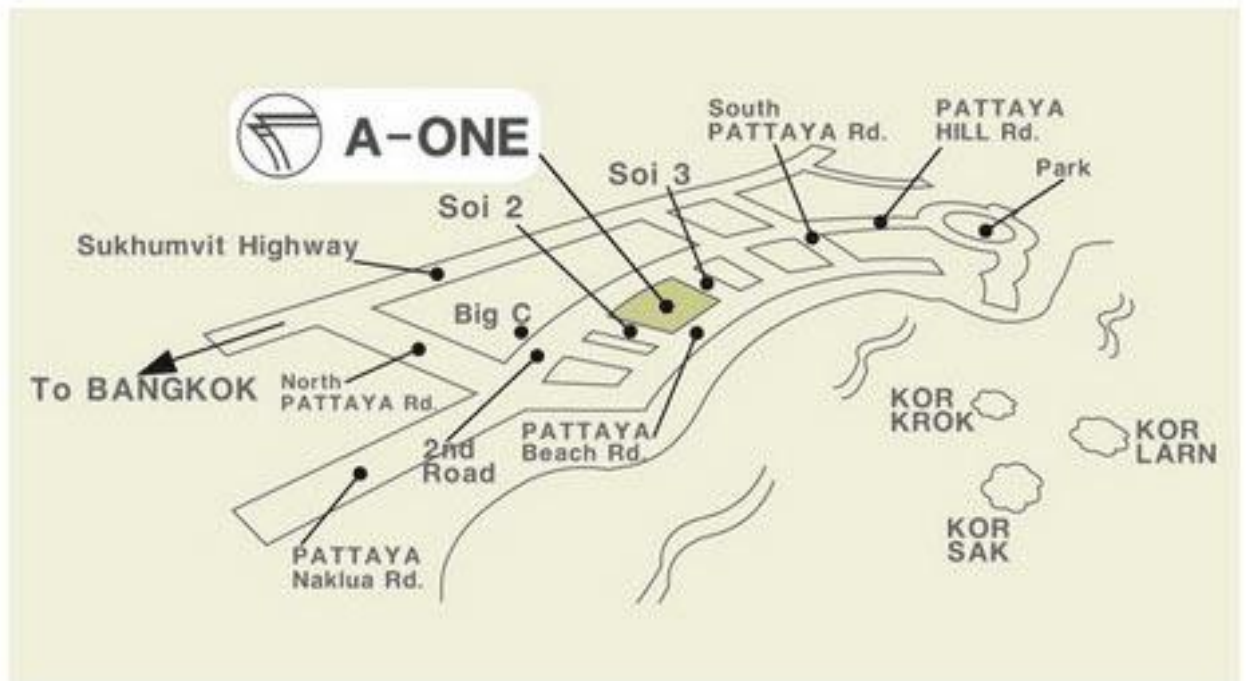 A-ONE
South
PATTAYA Rd.
PATTAYA
HILL Rd.
Park
Soi 3
Soi 2
Sukhumvit Highway
Big C
To BANGKOK
North
PATTAYA Rd.
2nd
Road
PATTAYA
Beach Rd.
KOR
KROK
KOR
LARN
KOR
SAK
PATTAYA
Naklua Rd.